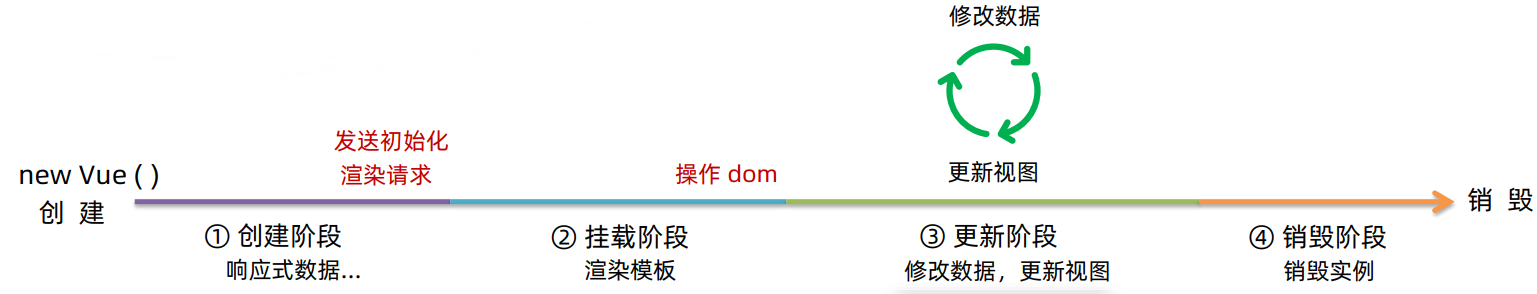 修改数据
更新视图
发送初始化
渲染请求
操作 dom
new Vue ( )
创 建
销 毁
① 创建阶段
响应式数据...
② 挂载阶段
渲染模板
③ 更新阶段
修改数据，更新视图
④ 销毁阶段
销毁实例